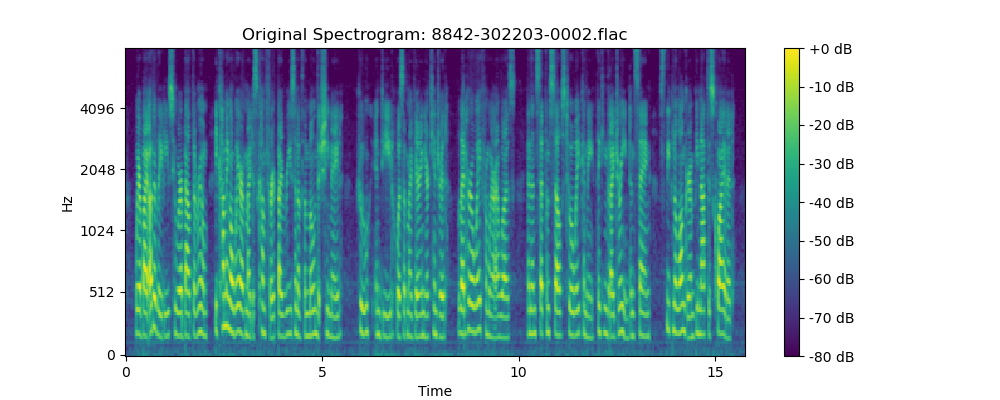 Original Spectrogram: 8842-302203-0002.flac
Hz
4096
2048
1024
512
0
0 5 10 15
Time
+0 dB
-10 dB
-20 dB
-30 dB
-40 dB
-50 dB
-60 dB
-70 dB
-80 dB